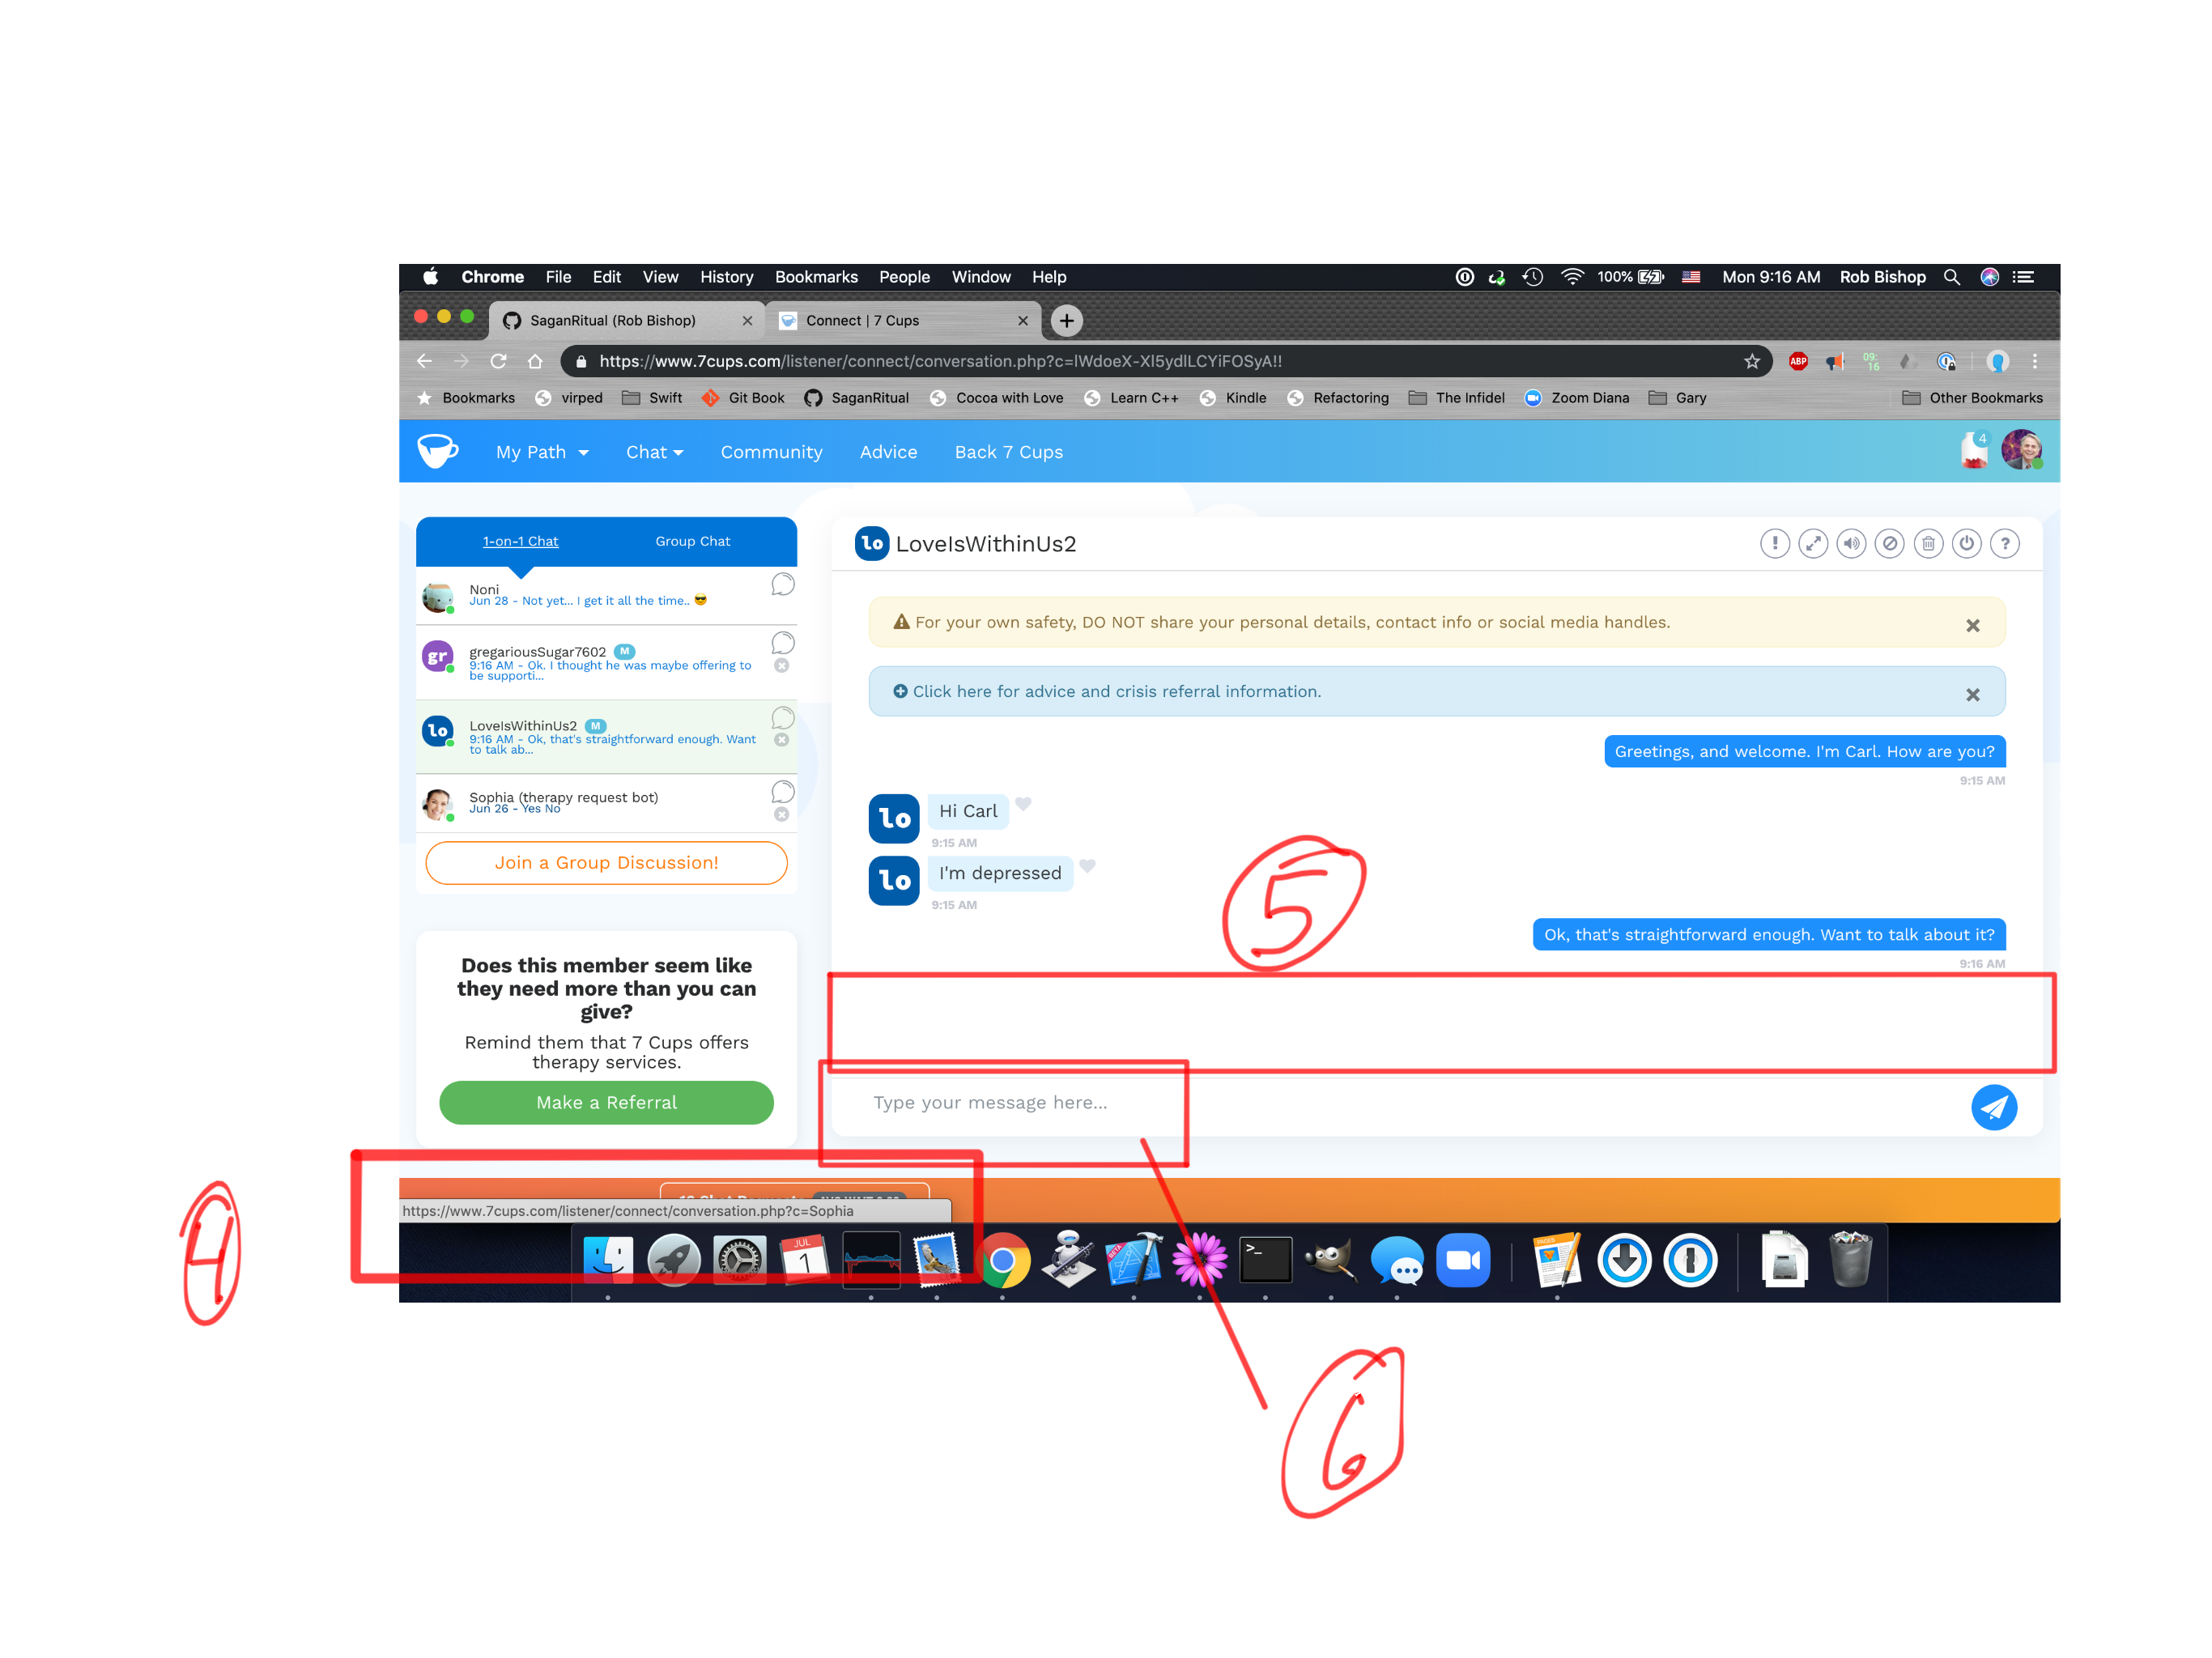 Chrome File Edit View History Bookmarks People Window Help 100% Mon 9:16 AM Rob Bishop
SaganRitual (Rob Bishop) Connect | 7 Cups
https://www.7cups.com/listener/connect/conversation.php?c=lWdoeX-Xl5ydlLCYiFOSyA!! ABP 09: 16
Bookmarks virped Swift Git Book SaganRitual Cocoa with Love Learn C++ Kindle Refactoring The Infidel Zoom Diana Gary Other Bookmarks
My Path Chat Community Advice Back 7 Cups 4
1-on-1 Chat Group Chat
Noni
Jun 28 - Not yet... I get it all the time.. 😎
gr gregariousSugar7602 M
9:16 AM - Ok. I thought he was maybe offering to
be supporti...
lo LoveIsWithinUs2 M
9:16 AM - Ok, that's straightforward enough. Want
to talk ab...
Sophia (therapy request bot)
Jun 26 - Yes No
Join a Group Discussion!
Does this member seem like
they need more than you can
give?
Remind them that 7 Cups offers
therapy services.
Make a Referral
lo LoveIsWithinUs2 ! ?
For your own safety, DO NOT share your personal details, contact info or social media handles.
Click here for advice and crisis referral information.
Greetings, and welcome. I'm Carl. How are you?
9:15 AM
lo Hi Carl
9:15 AM
lo I'm depressed
9:15 AM
5
Ok, that's straightforward enough. Want to talk about it?
9:16 AM
Type your message here...
4
https://www.7cups.com/listener/connect/conversation.php?c=Sophia
JUL
1
BETA
>_
PAGES
6